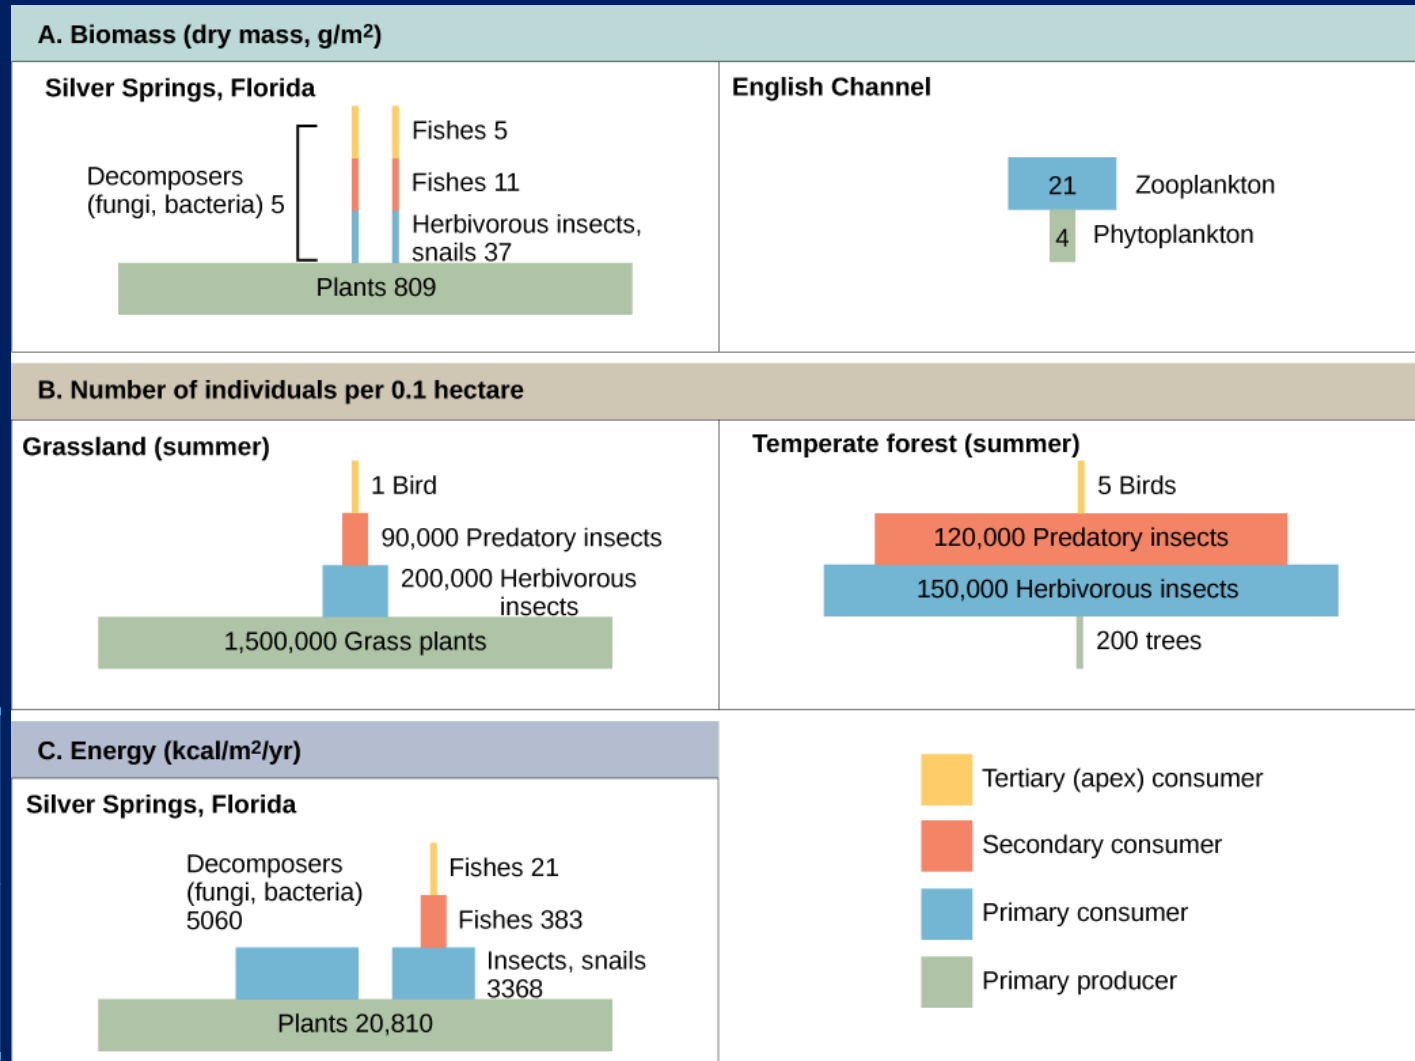 A. Biomass (dry mass, g/m²)
Silver Springs, Florida
Decomposers
(fungi, bacteria) 5
Fishes 5
Fishes 11
Herbivorous insects,
snails 37
Plants 809
English Channel
21 Zooplankton
4 Phytoplankton
B. Number of individuals per 0.1 hectare
Grassland (summer)
1 Bird
90,000 Predatory insects
200,000 Herbivorous
insects
1,500,000 Grass plants
Temperate forest (summer)
5 Birds
120,000 Predatory insects
150,000 Herbivorous insects
200 trees
C. Energy (kcal/m²/yr)
Silver Springs, Florida
Decomposers
(fungi, bacteria)
5060
Fishes 21
Fishes 383
Insects, snails
3368
Plants 20,810
Tertiary (apex) consumer
Secondary consumer
Primary consumer
Primary producer